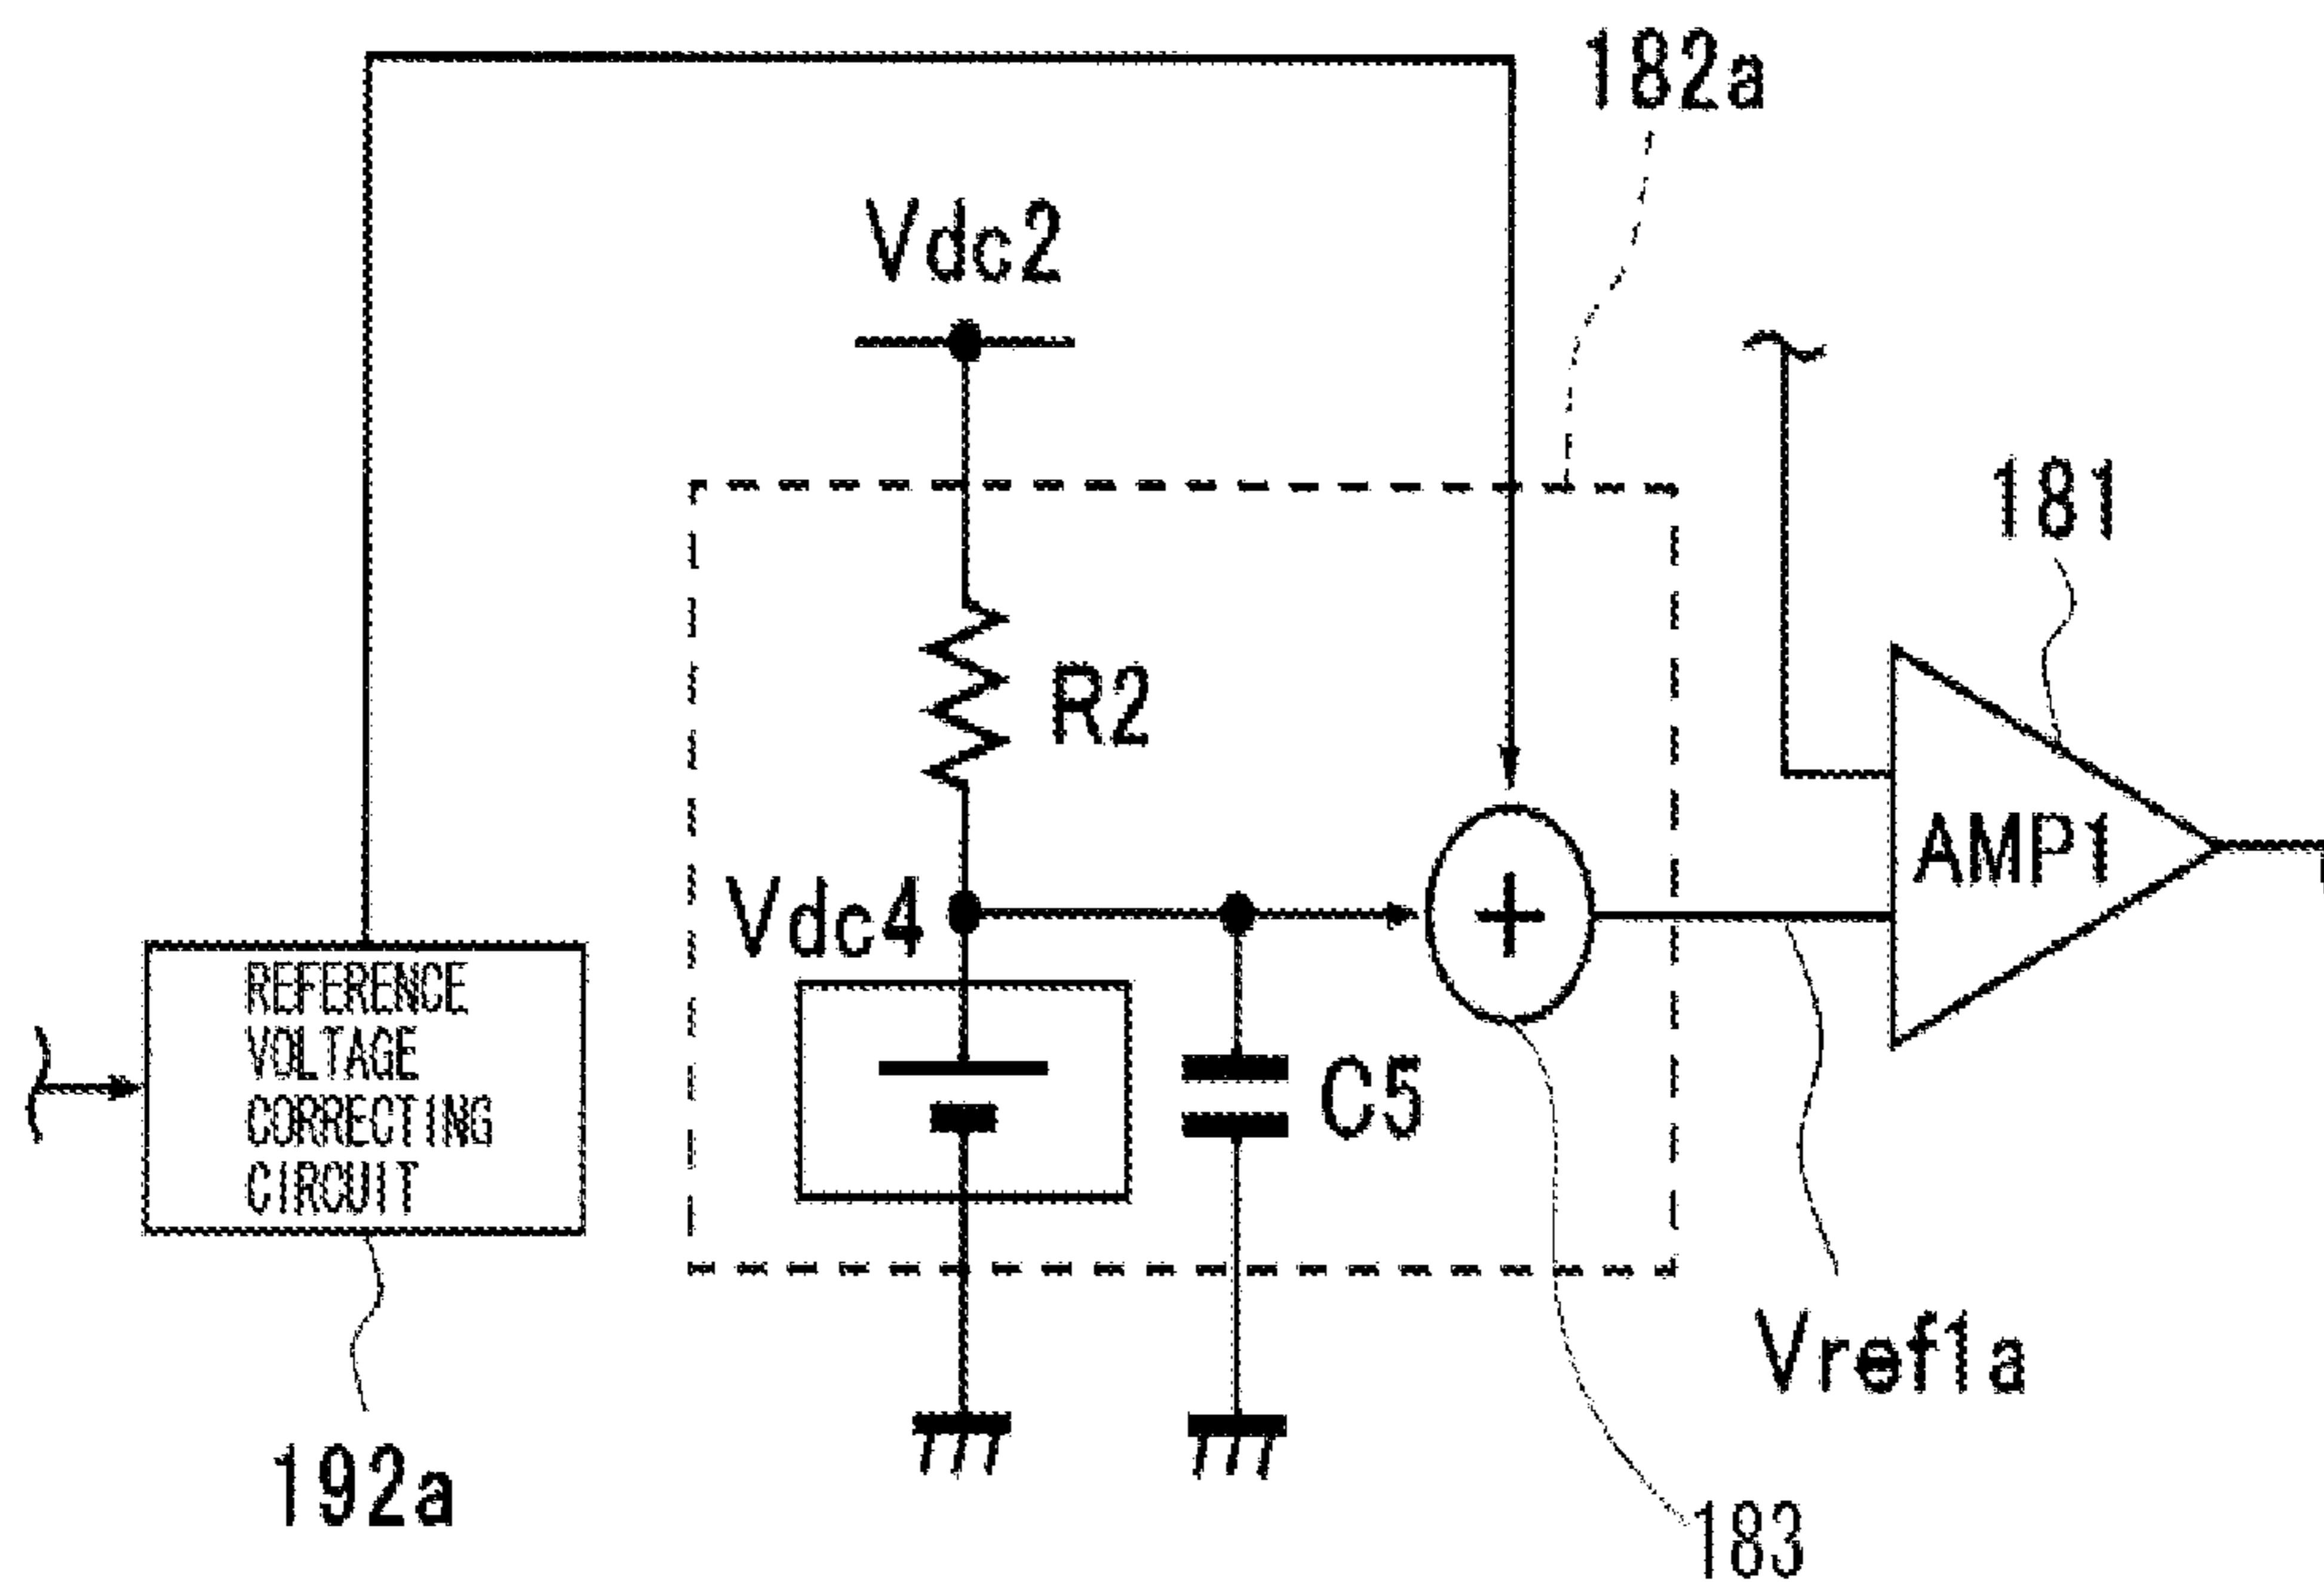 182a
Vdc2
181
R2
AMP1
Vdc4
REFERENCE
VOLTAGE
CORRECTING
CIRCUIT
C5
Vref1a
192a
183